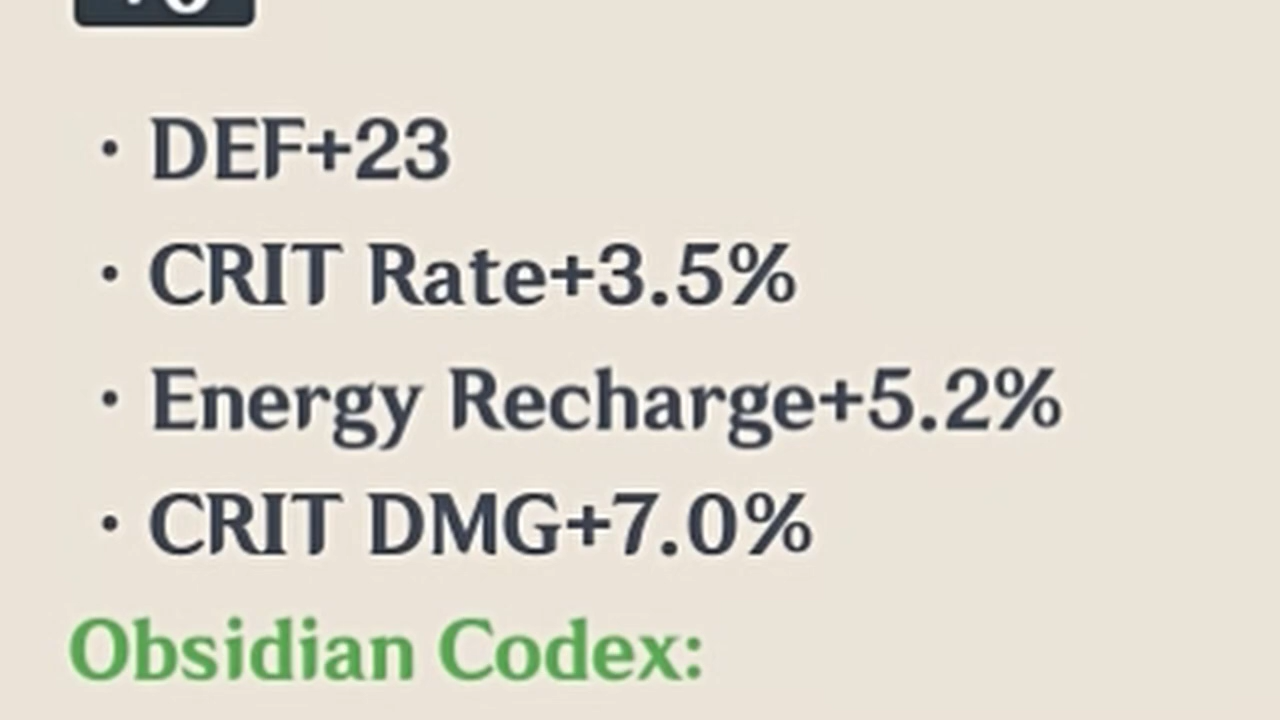 · DEF+23
· CRIT Rate+3.5%
· Energy Recharge+5.2%
· CRIT DMG+7.0%
Obsidian Codex: